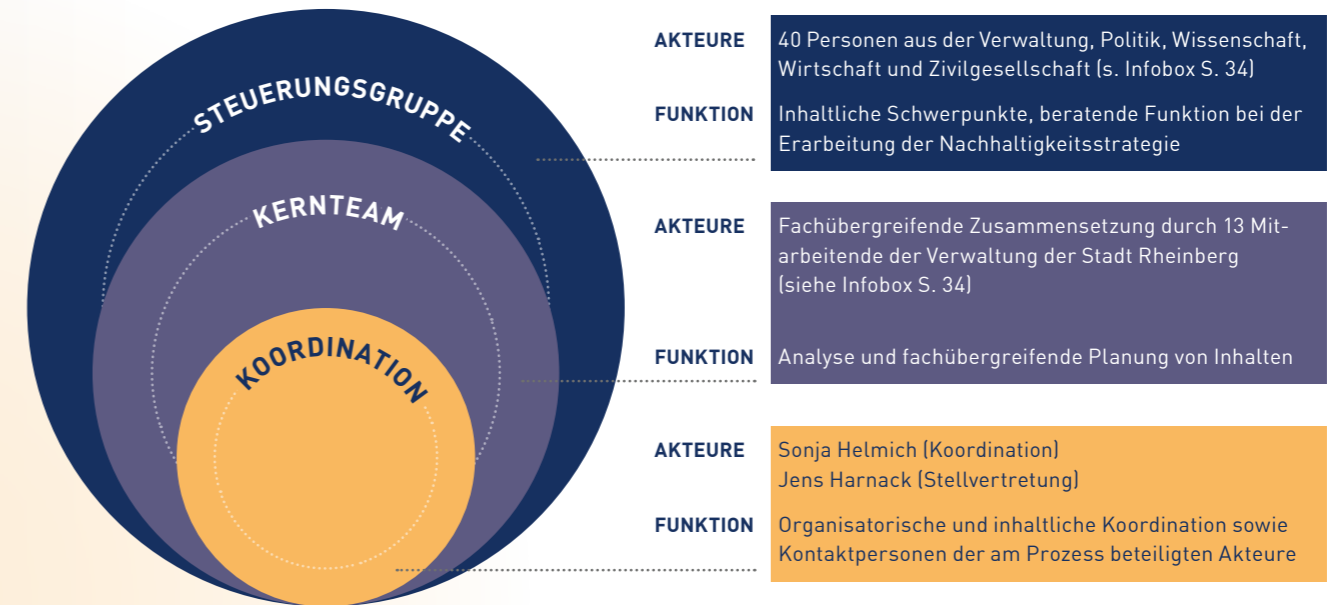 STEUERUNGSGRUPPE
KERNTEAM
KOORDINATION
AKTEURE
40 Personen aus der Verwaltung, Politik, Wissenschaft,
Wirtschaft und Zivilgesellschaft (s. Infobox S. 34)
FUNKTION
Inhaltliche Schwerpunkte, beratende Funktion bei der
Erarbeitung der Nachhaltigkeitsstrategie
AKTEURE
Fachübergreifende Zusammensetzung durch 13 Mit-
arbeitende der Verwaltung der Stadt Rheinberg
(siehe Infobox S. 34)
FUNKTION
Analyse und fachübergreifende Planung von Inhalten
AKTEURE
Sonja Helmich (Koordination)
Jens Harnack (Stellvertretung)
FUNKTION
Organisatorische und inhaltliche Koordination sowie
Kontaktpersonen der am Prozess beteiligten Akteure